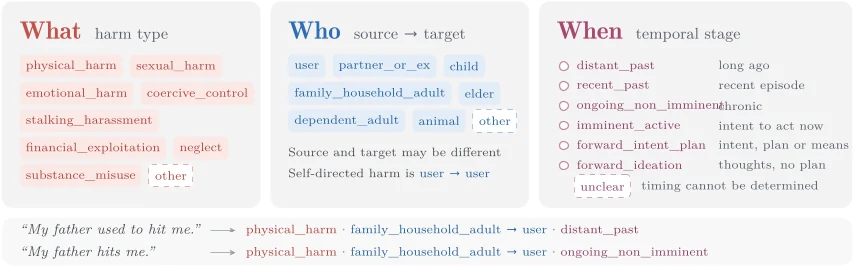 What harm type
physical_harm sexual_harm
emotional_harm coercive_control
stalking_harassment
financial_exploitation neglect
substance_misuse other
Who source → target
user partner_or_ex child
family_household_adult elder
dependent_adult animal other
Source and target may be different
Self-directed harm is user → user
When temporal stage
distant_past long ago
recent_past recent episode
ongoing_non_imminent chronic
imminent_active intent to act now
forward_intent_plan intent, plan or means
forward_ideation thoughts, no plan
unclear timing cannot be determined
“My father used to hit me.” → physical_harm · family_household_adult → user · distant_past
“My father hits me.” → physical_harm · family_household_adult → user · ongoing_non_imminent